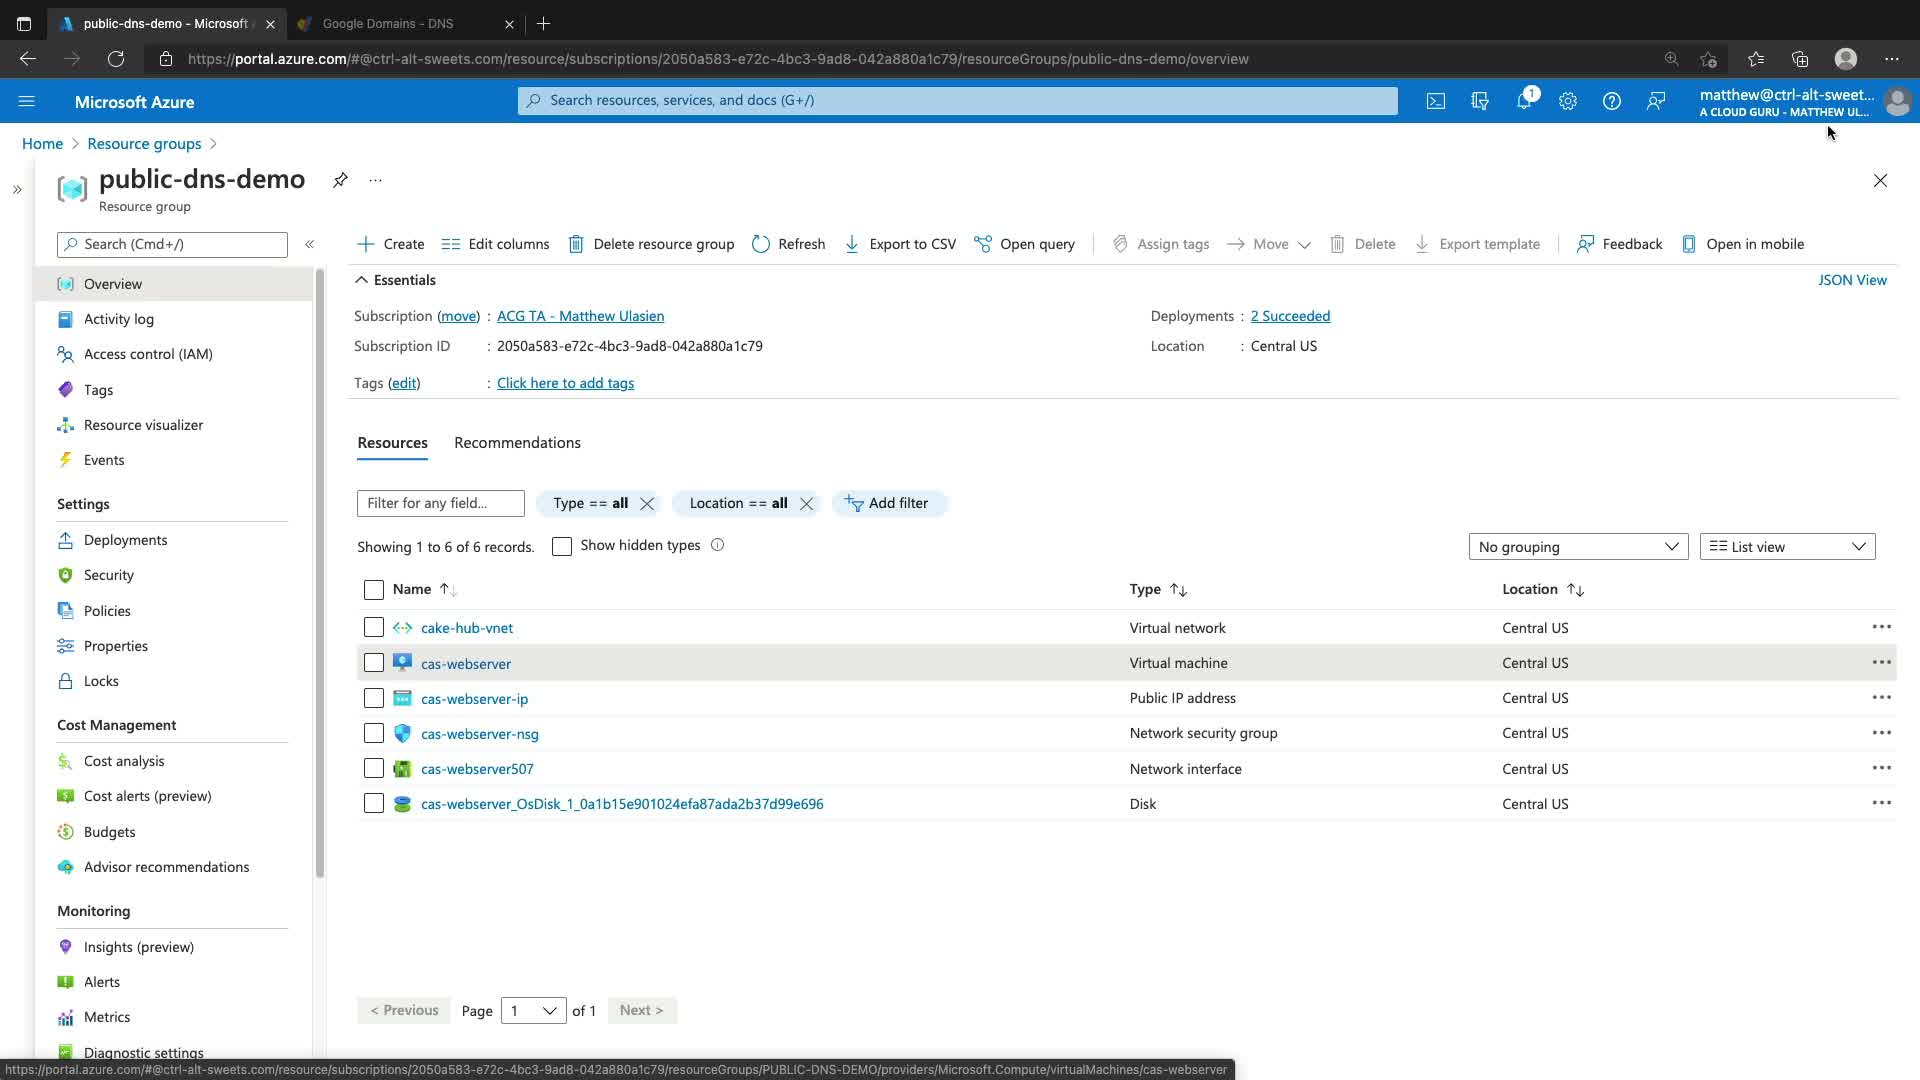 public-dns-demo - Microsoft
Google Domains - DNS
https://portal.azure.com/#@ctrl-alt-sweets.com/resource/subscriptions/2050a583-e72c-4bc3-9ad8-042a880a1c79/resourceGroups/public-dns-demo/overview
Microsoft Azure
Search resources, services, and docs (G+/)
1
matthew@ctrl-alt-sweet...
A CLOUD GURU - MATTHEW UL...
Home > Resource groups >
public-dns-demo
...
Resource group
Search (Cmd+/)
Create
Edit columns
Delete resource group
Refresh
Export to CSV
Open query
Assign tags
Move
Delete
Export template
Feedback
Open in mobile
Overview
Activity log
Access control (IAM)
Tags
Resource visualizer
Events
Settings
Deployments
Security
Policies
Properties
Locks
Cost Management
Cost analysis
Cost alerts (preview)
Budgets
Advisor recommendations
Monitoring
Insights (preview)
Alerts
Metrics
Diagnostic settings
Essentials
JSON View
Subscription (move) : ACG TA - Matthew Ulasien
Deployments : 2 Succeeded
Subscription ID : 2050a583-e72c-4bc3-9ad8-042a880a1c79
Location : Central US
Tags (edit) : Click here to add tags
Resources
Recommendations
Filter for any field...
Type == all
Location == all
Add filter
Showing 1 to 6 of 6 records.
Show hidden types
No grouping
List view
Name
Type
Location
cake-hub-vnet
Virtual network
Central US
cas-webserver
Virtual machine
Central US
cas-webserver-ip
Public IP address
Central US
cas-webserver-nsg
Network security group
Central US
cas-webserver507
Network interface
Central US
cas-webserver_OsDisk_1_0a1b15e901024efa87ada2b37d99e696
Disk
Central US
< Previous
Page 1 of 1
Next >
https://portal.azure.com/#@ctrl-alt-sweets.com/resource/subscriptions/2050a583-e72c-4bc3-9ad8-042a880a1c79/resourceGroups/PUBLIC-DNS-DEMO/providers/Microsoft.Compute/virtualMachines/cas-webserver